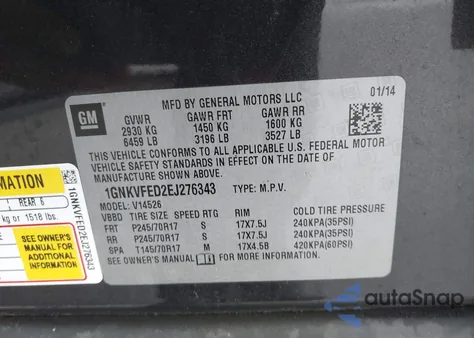 GM
MFD BY GENERAL MOTORS LLC
01/14
GVWR GAWR FRT GAWR RR
2930 KG 1450 KG 1600 KG
6459 LB 3196 LB 3527 LB
THIS VEHICLE CONFORMS TO ALL APPLICABLE U.S. FEDERAL MOTOR
VEHICLE SAFETY STANDARDS IN EFFECT ON THE DATE OF
MANUFACTURE SHOWN ABOVE.
1GNKVFED2EJ276343 TYPE: M.P.V.
MODEL: V14526
VBBD TIRE SIZE SPEED RTG RIM COLD TIRE PRESSURE
FRT P245/70R17 S 17X7.5J 240KPA(35PSI)
RR P245/70R17 S 17X7.5J 240KPA(35PSI)
SPA T145/70R17 M 17X4.5B 420KPA(60PSI)
SEE OWNER'S MANUAL FOR MORE INFORMATION.
MATION
1 REAR 6
kg or 1518 lbs.
SEE OWNER'S
MANUAL FOR
ADDITIONAL
INFORMATION
1GNKVFED2EJ276343
autoSnap